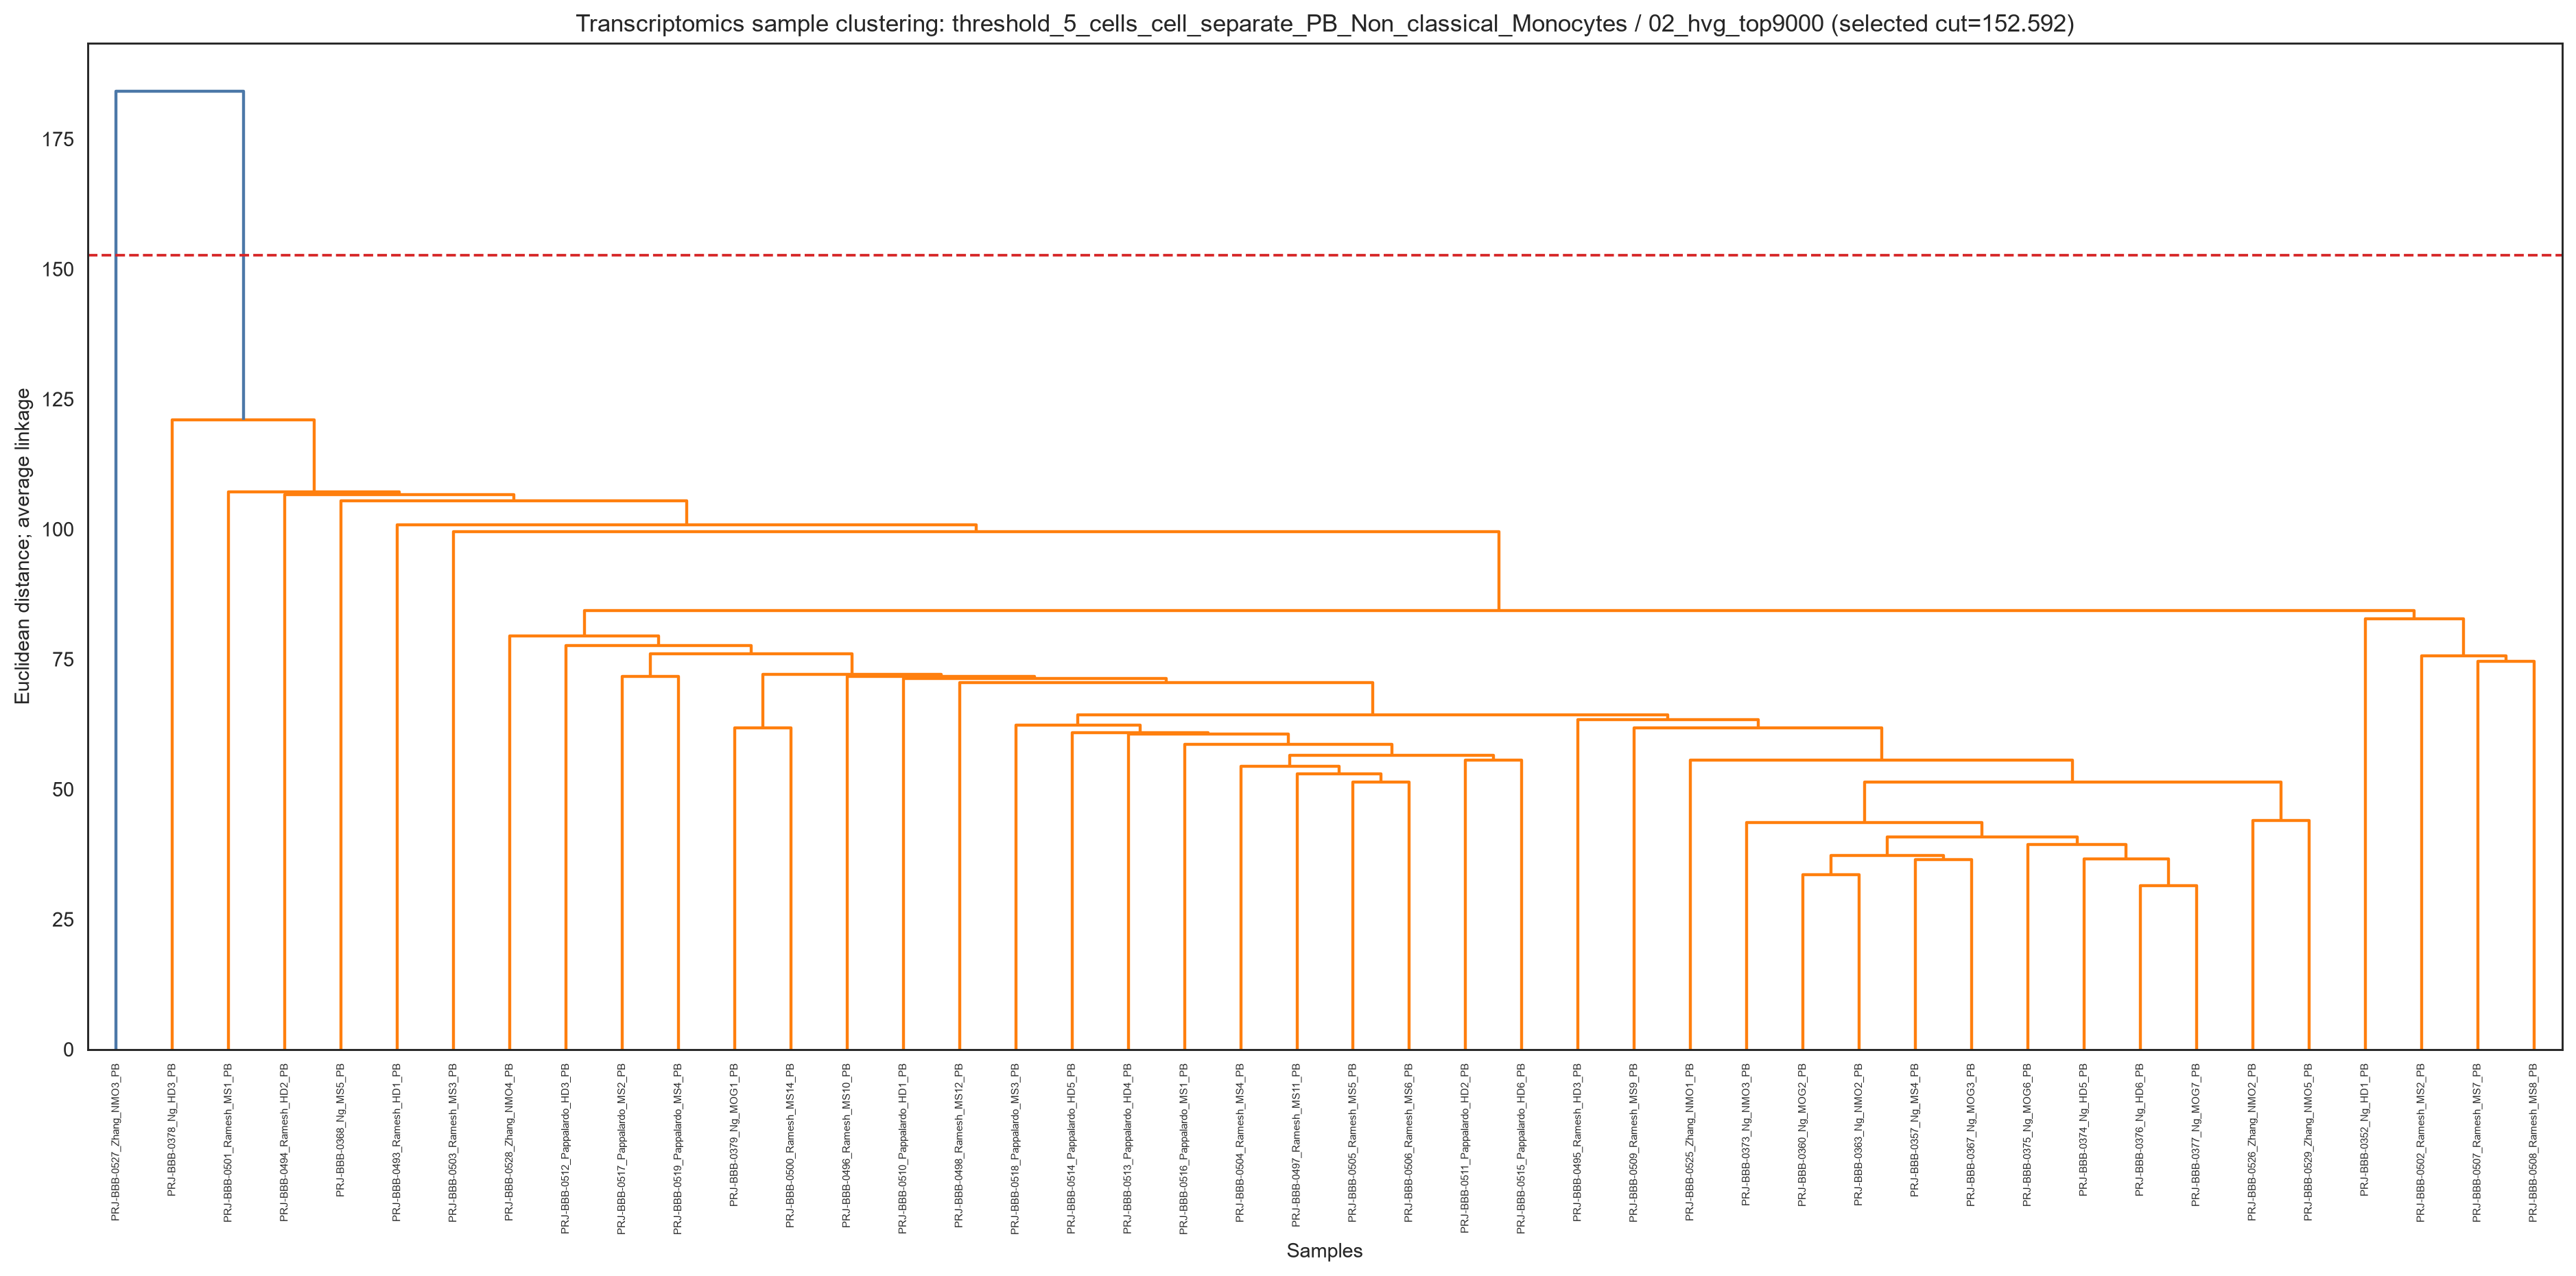 Transcriptomics sample clustering: threshold_5_cells_cell_separate_PB_Non_classical_Monocytes / 02_hvg_top9000 (selected cut=152.592)
Euclidean distance; average linkage
175
150
125
100
75
50
25
0
PRJ-BBB-0527_Zhang_NMO3_PB
PRJ-BBB-0378_Ng_HD3_PB
PRJ-BBB-0501_Ramesh_MS1_PB
PRJ-BBB-0494_Ramesh_HD2_PB
PRJ-BBB-0368_Ng_MS5_PB
PRJ-BBB-0493_Ramesh_HD1_PB
PRJ-BBB-0503_Ramesh_MS3_PB
PRJ-BBB-0528_Zhang_NMO4_PB
PRJ-BBB-0512_Pappalardo_HD3_PB
PRJ-BBB-0517_Pappalardo_MS2_PB
PRJ-BBB-0519_Pappalardo_MS4_PB
PRJ-BBB-0379_Ng_MOG1_PB
PRJ-BBB-0500_Ramesh_MS14_PB
PRJ-BBB-0496_Ramesh_MS10_PB
PRJ-BBB-0510_Pappalardo_HD1_PB
PRJ-BBB-0498_Ramesh_MS12_PB
PRJ-BBB-0518_Pappalardo_MS3_PB
PRJ-BBB-0514_Pappalardo_HD5_PB
PRJ-BBB-0513_Pappalardo_HD4_PB
PRJ-BBB-0516_Pappalardo_MS1_PB
PRJ-BBB-0504_Ramesh_MS4_PB
PRJ-BBB-0497_Ramesh_MS11_PB
PRJ-BBB-0505_Ramesh_MS5_PB
PRJ-BBB-0506_Ramesh_MS6_PB
PRJ-BBB-0511_Pappalardo_HD2_PB
PRJ-BBB-0515_Pappalardo_HD6_PB
PRJ-BBB-0495_Ramesh_HD3_PB
PRJ-BBB-0509_Ramesh_MS9_PB
PRJ-BBB-0525_Zhang_NMO1_PB
PRJ-BBB-0373_Ng_NMO3_PB
PRJ-BBB-0360_Ng_MOG2_PB
PRJ-BBB-0363_Ng_NMO2_PB
PRJ-BBB-0357_Ng_MS4_PB
PRJ-BBB-0367_Ng_MOG3_PB
PRJ-BBB-0375_Ng_MOG6_PB
PRJ-BBB-0374_Ng_HD5_PB
PRJ-BBB-0376_Ng_HD6_PB
PRJ-BBB-0377_Ng_MOG7_PB
PRJ-BBB-0526_Zhang_NMO2_PB
PRJ-BBB-0529_Zhang_NMO5_PB
PRJ-BBB-0352_Ng_HD1_PB
PRJ-BBB-0502_Ramesh_MS2_PB
PRJ-BBB-0507_Ramesh_MS7_PB
PRJ-BBB-0508_Ramesh_MS8_PB
Samples